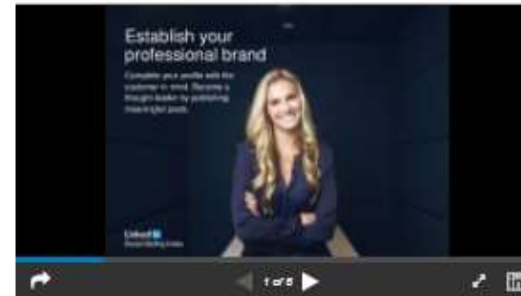 Establish your
professional brand
Complete your profile with the
customer in mind. Become a
thought-leader by publishing
meaningful posts.
LinkedIn
Social Selling Index
1 of 5
in